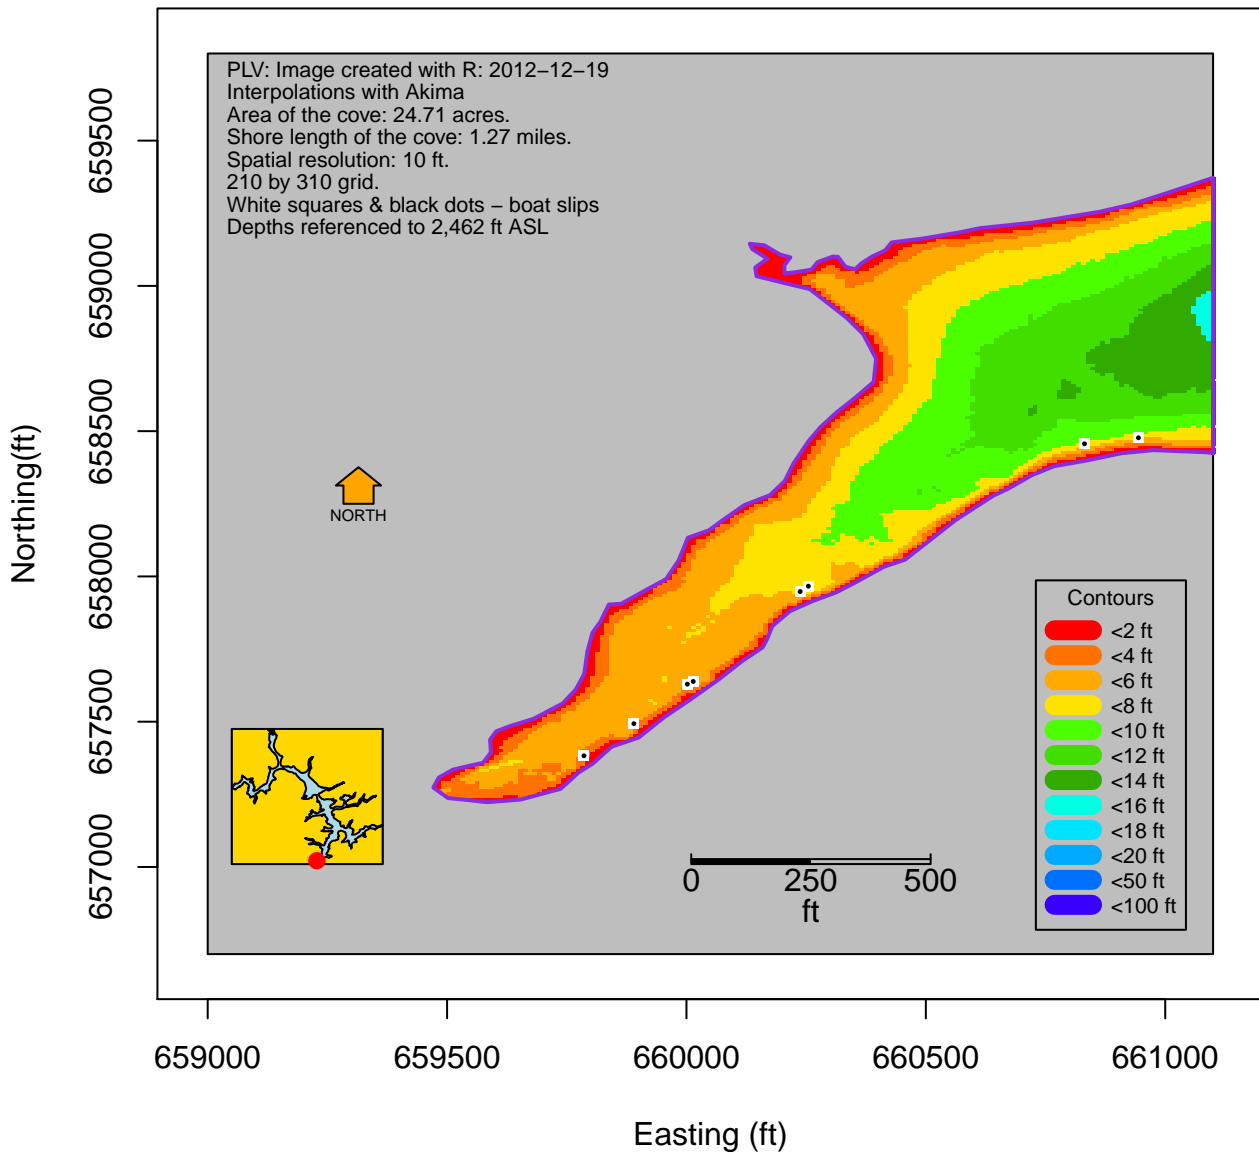 PLV: Image created with R: 2012−12−19
Interpolations with Akima
Area of the cove: 24.71 acres.
Shore length of the cove: 1.27 miles.
Spatial resolution: 10 ft.
210 by 310 grid.
White squares & black dots − boat slips
Depths referenced to 2,462 ft ASL
Northing(ft)
659500
659000
658500
658000
657500
657000
NORTH
Contours
<2 ft
<4 ft
<6 ft
<8 ft
<10 ft
<12 ft
<14 ft
<16 ft
<18 ft
<20 ft
<50 ft
<100 ft
0 250 500
ft
659000 659500 660000 660500 661000
Easting (ft)